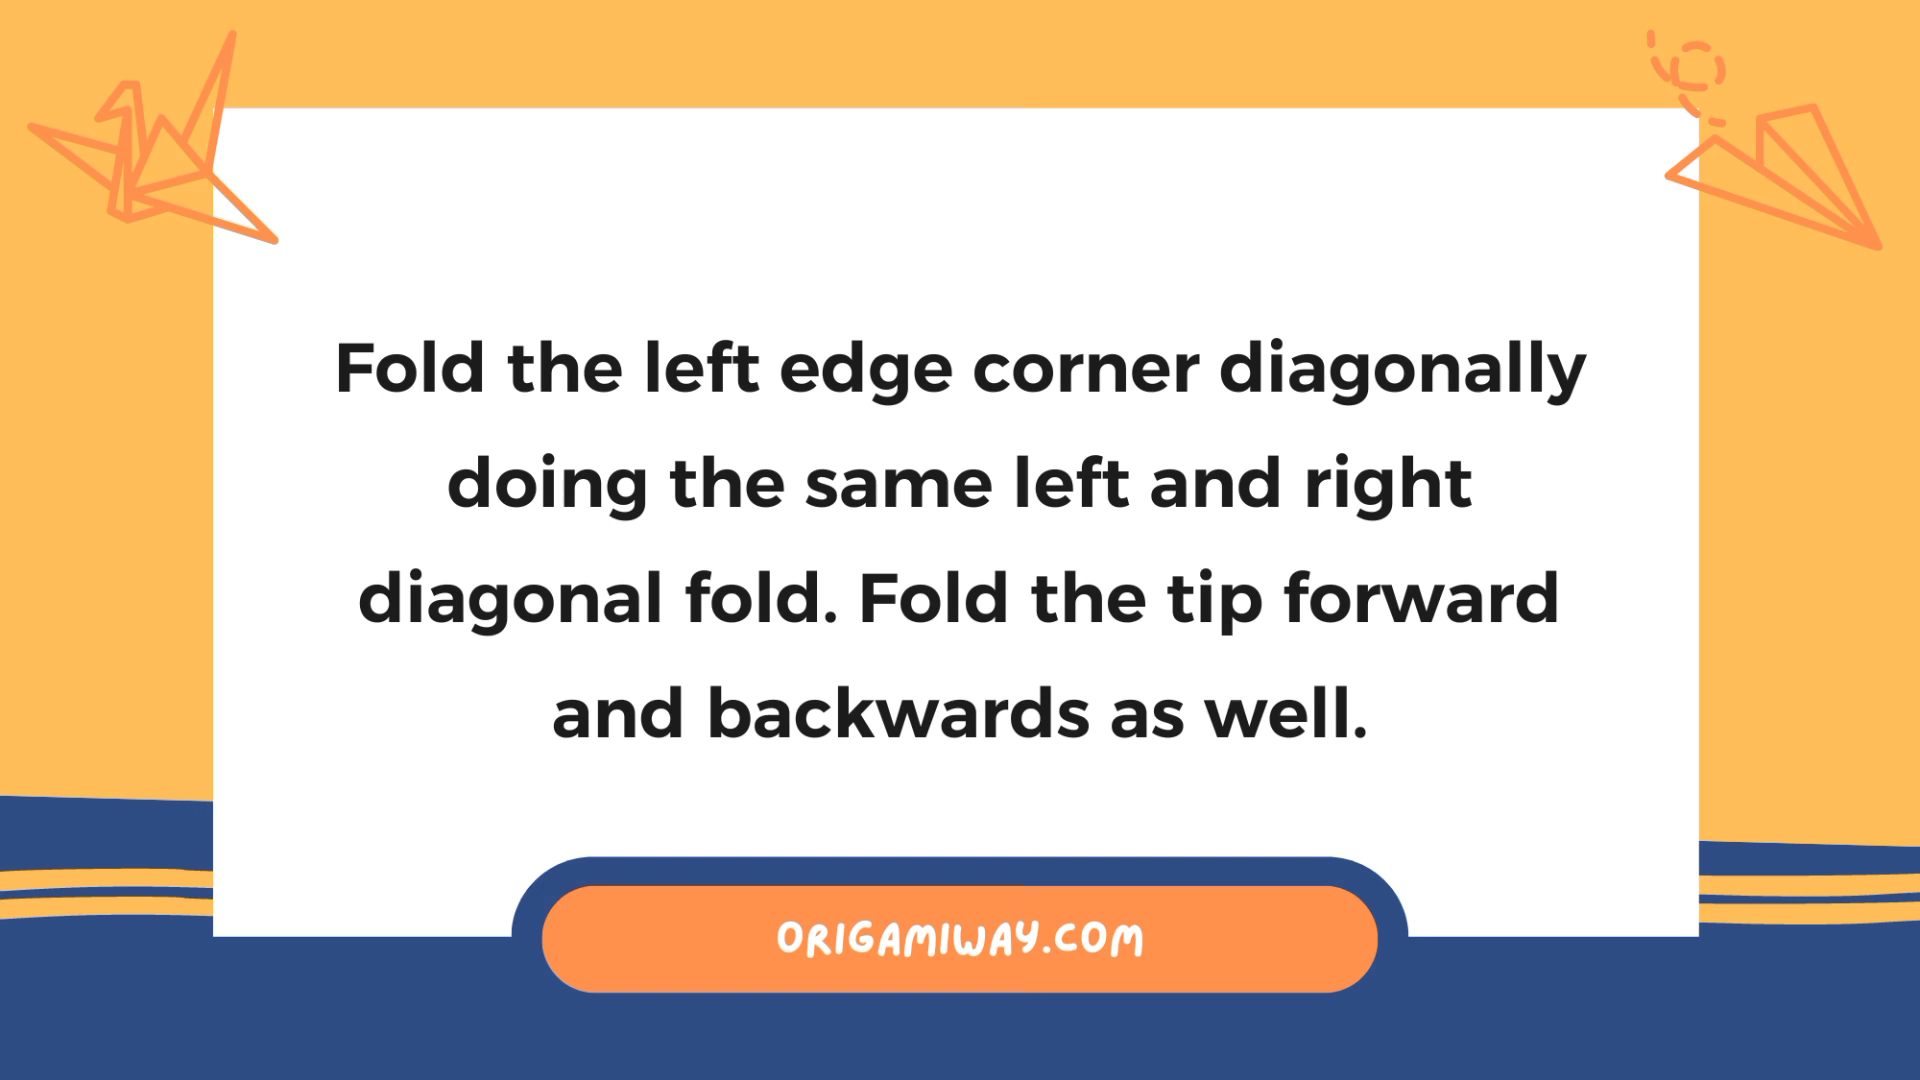 Fold the left edge corner diagonally
doing the same left and right
diagonal fold. Fold the tip forward
and backwards as well.
ORIGAMIWAY.COM